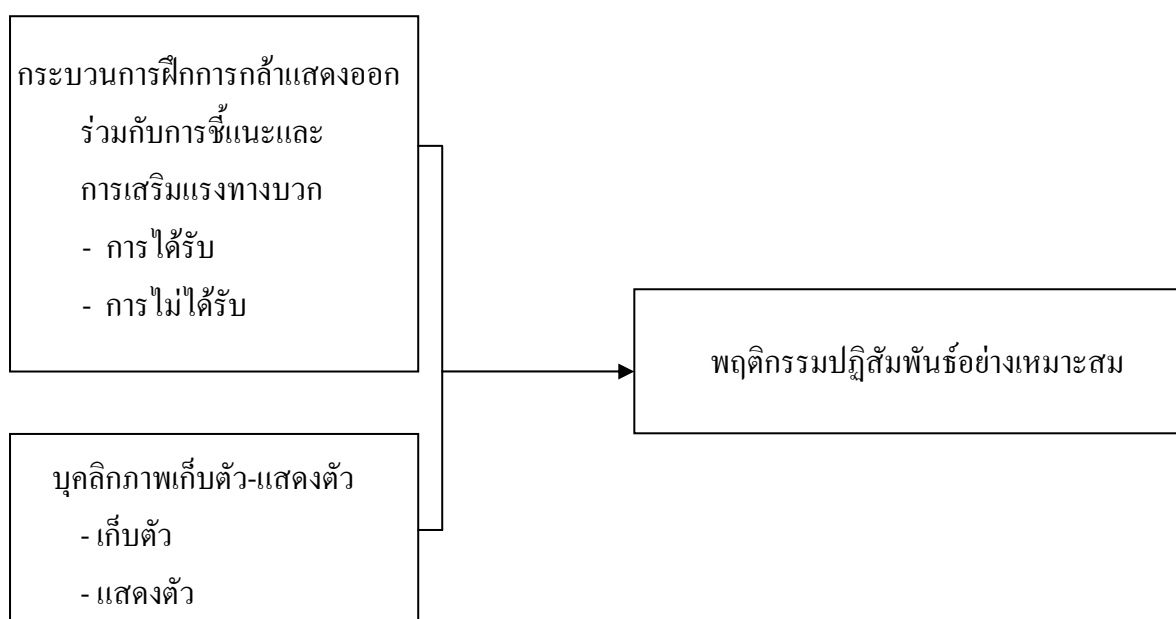 กระบวนการฝึกการกล้าแสดงออก
ร่วมกับการชี้แนะและ
การเสริมแรงทางบวก
- การได้รับ
- การไม่ได้รับ
พฤติกรรมปฏิสัมพันธ์อย่างเหมาะสม
บุคลิกภาพเก็บตัว-แสดงตัว
- เก็บตัว
- แสดงตัว